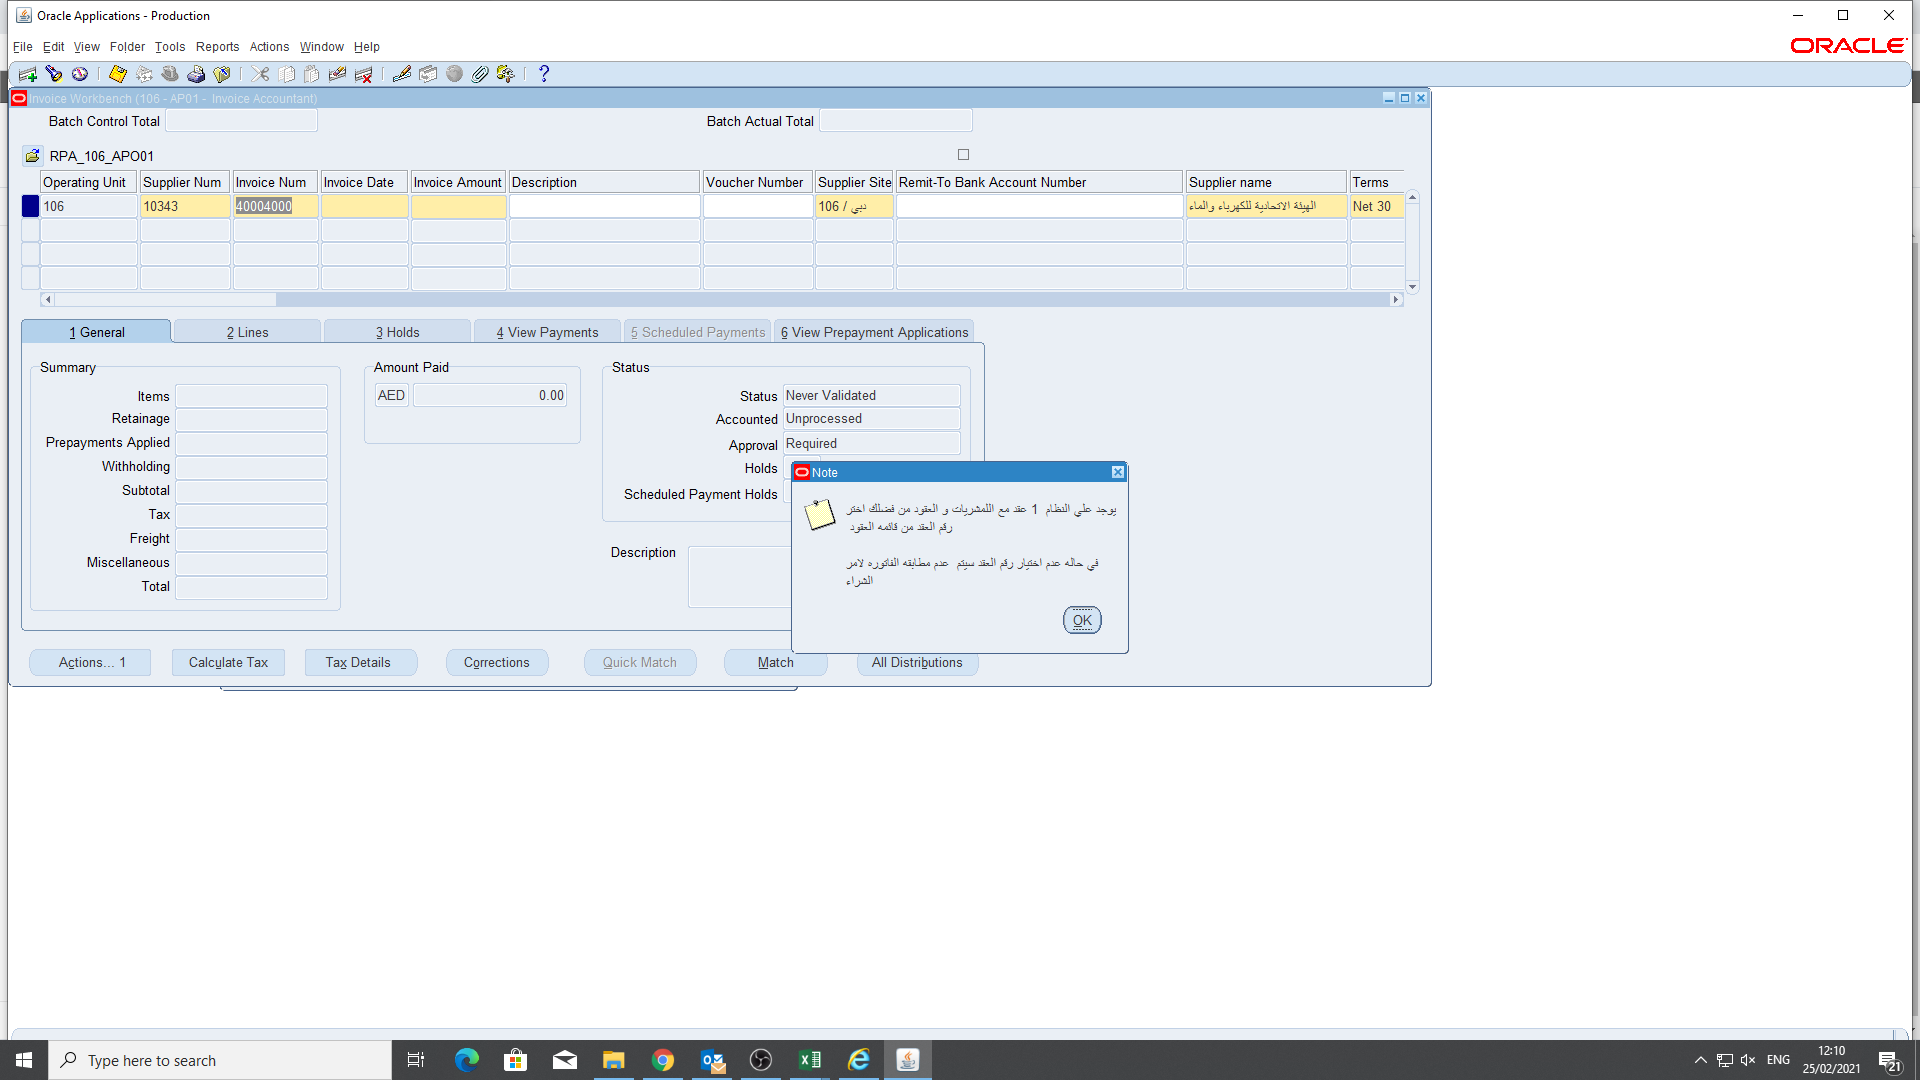 Oracle Applications - Production
File Edit View Folder Tools Reports Actions Window Help
ORACLE
Invoice Workbench (106 - AP01 - Invoice Accountant)
Batch Control Total
Batch Actual Total
RPA_106_APO01
Operating Unit Supplier Num Invoice Num Invoice Date Invoice Amount Description Voucher Number Supplier Site Remit-To Bank Account Number Supplier name Terms
106 10343 40004000 106 / دبي الهيئة الاتحادية للكهرباء والماء Net 30
1 General 2 Lines 3 Holds 4 View Payments 5 Scheduled Payments 6 View Prepayment Applications
Summary
Items
Retainage
Prepayments Applied
Withholding
Subtotal
Tax
Freight
Miscellaneous
Total
Amount Paid
AED 0.00
Status
Status Never Validated
Accounted Unprocessed
Approval Required
Holds
Scheduled Payment Holds
Description
Note
يوجد علي النظام 1 عقد مع اللمشريات و العقود من فضلك اختر
رقم العقد من قائمه العقود
في حاله عدم اختيار رقم العقد سيتم عدم مطابقه الفاتوره لامر
الشراء
OK
Actions... 1 Calculate Tax Tax Details Corrections Quick Match Match All Distributions
Type here to search
ENG
12:10
25/02/2021
21